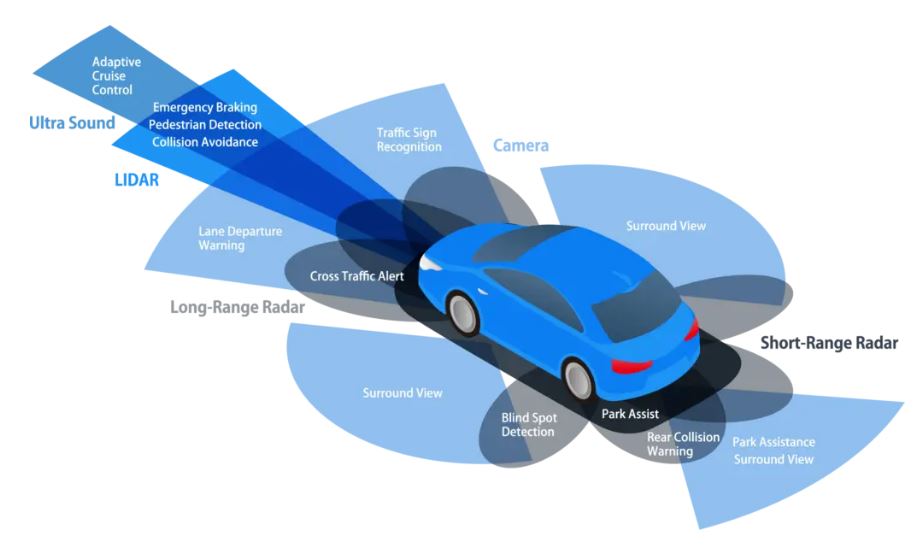 Adaptive
Cruise
Control
Ultra Sound
Emergency Braking
Pedestrian Detection
Collision Avoidance
LIDAR
Traffic Sign
Recognition
Camera
Lane Departure
Warning
Surround View
Cross Traffic Alert
Long-Range Radar
Short-Range Radar
Surround View
Blind Spot
Detection
Park Assist
Rear Collision
Warning
Park Assistance
Surround View